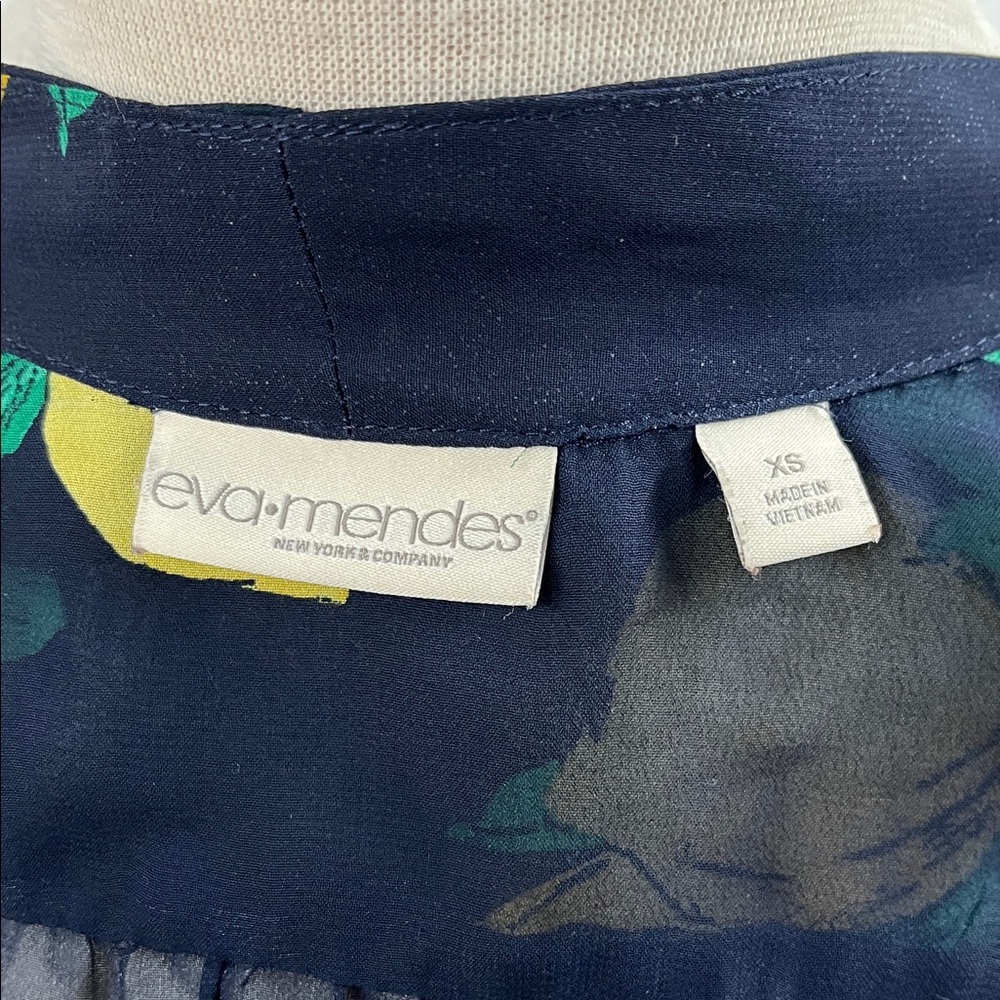 eva•mendes®
NEW YORK & COMPANY
XS
MADE IN
VIETNAM